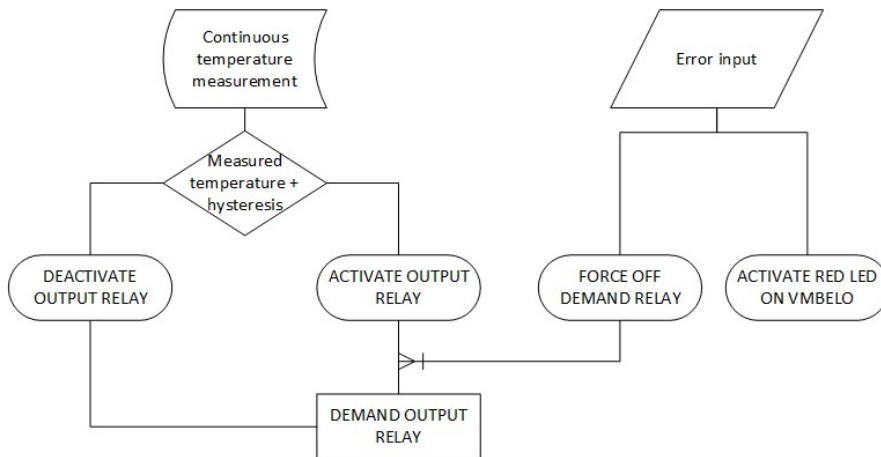 Continuous
temperature
measurement
Error input
Measured
temperature +
hysteresis
DEACTIVATE
OUTPUT RELAY
ACTIVATE OUTPUT
RELAY
FORCE OFF
DEMAND RELAY
ACTIVATE RED LED
ON VMBELO
DEMAND OUTPUT
RELAY